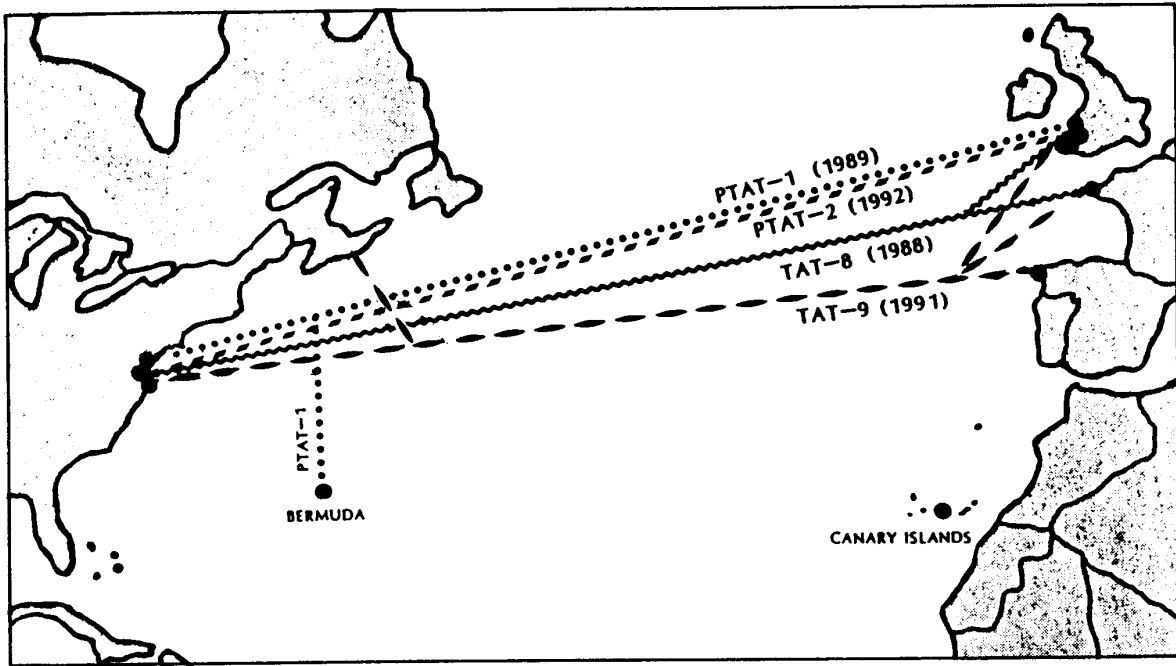 PTAT-1 (1989)
PTAT-2 (1992)
TAT-8 (1988)
TAT-9 (1991)
PTAT-1
BERMUDA
CANARY ISLANDS